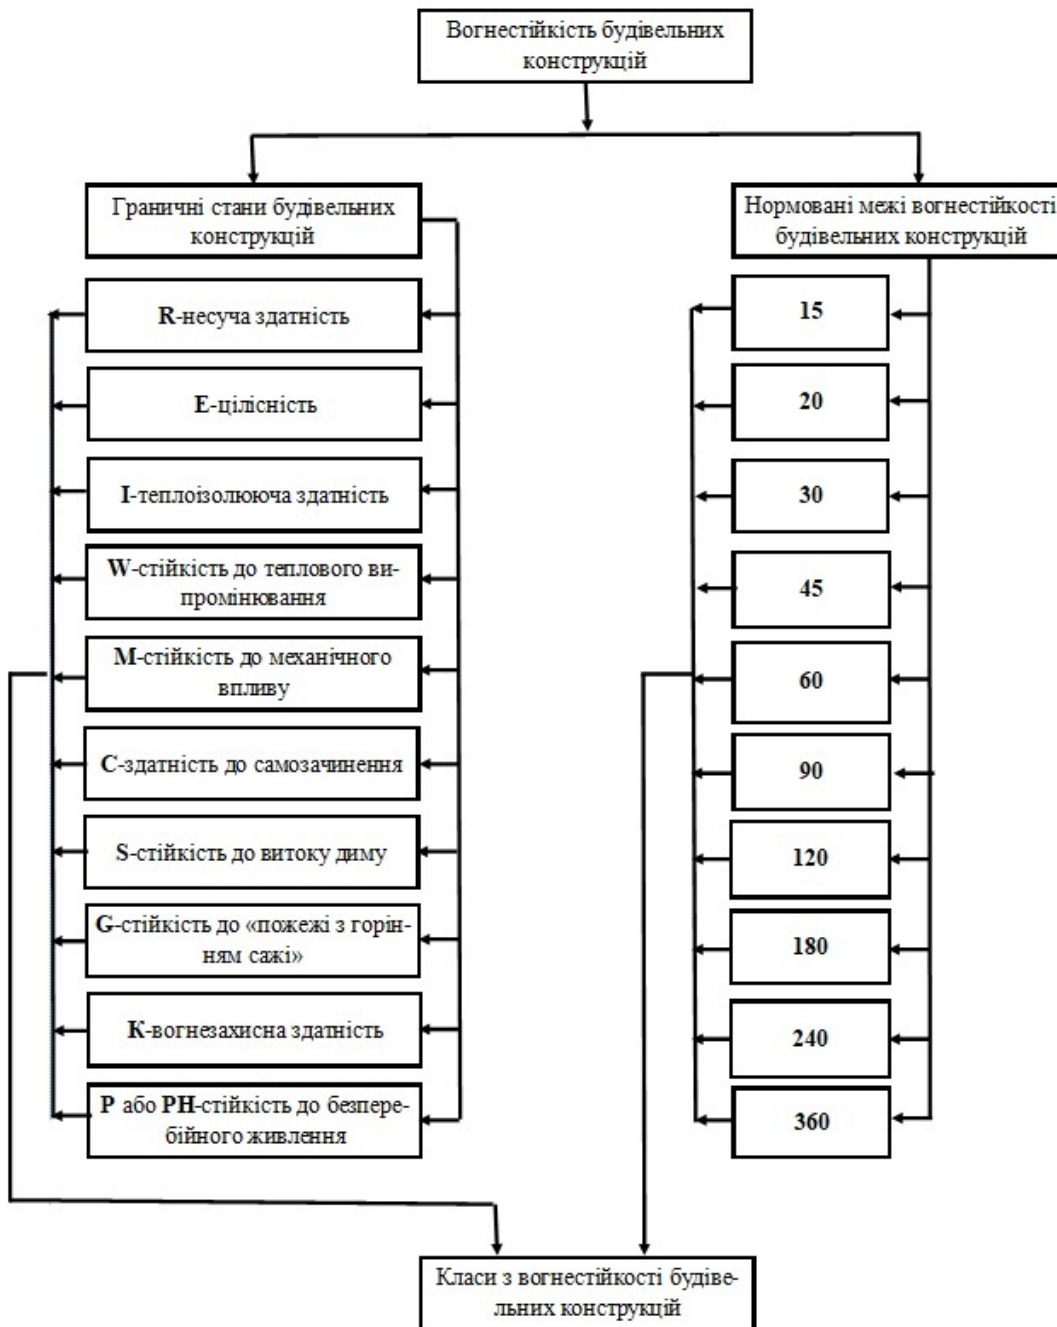 Вогнестійкість будівельних
конструкцій
Граничні стани будівельних
конструкцій
Нормовані межі вогнестійкості
будівельних конструкцій
R-несуча здатність
E-цілісність
I-теплоізолююча здатність
W-стійкість до теплового ви-
промінювання
M-стійкість до механічного
впливу
C-здатність до самозачинення
S-стійкість до витоку диму
G-стійкість до «пожежі з горін-
ням сажі»
K-вогнезахисна здатність
P або PH-стійкість до безпере-
бійного живлення
15
20
30
45
60
90
120
180
240
360
Класи з вогнестійкості будіве-
льних конструкцій